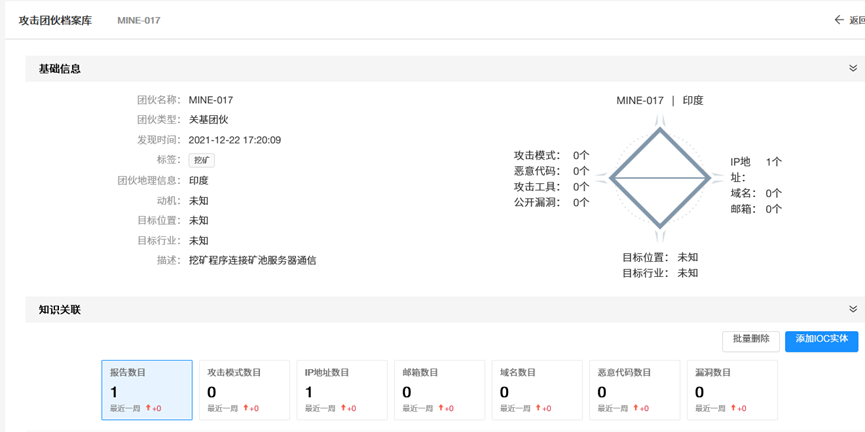 攻击团伙档案库 MINE-017 返回
基础信息
团伙名称: MINE-017
团伙类型: 关基团伙
发现时间: 2021-12-22 17:20:09
标签: 挖矿
团伙地理信息: 印度
动机: 未知
目标位置: 未知
目标行业: 未知
描述: 挖矿程序连接矿池服务器通信
MINE-017 | 印度
攻击模式: 0个
恶意代码: 0个
攻击工具: 0个
公开漏洞: 0个
IP地 1个
址:
域名: 0个
邮箱: 0个
目标位置: 未知
目标行业: 未知
知识关联
批量删除 添加IOC实体
报告数目
1
最近一周 +0
攻击模式数目
0
最近一周 +0
IP地址数目
1
最近一周 +0
邮箱数目
0
最近一周 +0
域名数目
0
最近一周 +0
恶意代码数目
0
最近一周 +0
漏洞数目
0
最近一周 +0